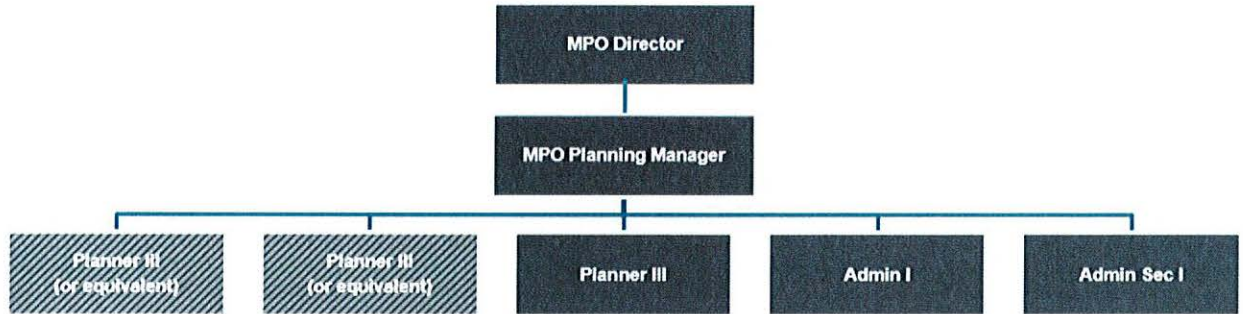 MPO Director
MPO Planning Manager
Planner III
(or equivalent)
Planner III
(or equivalent)
Planner III
Admin I
Admin Sec I